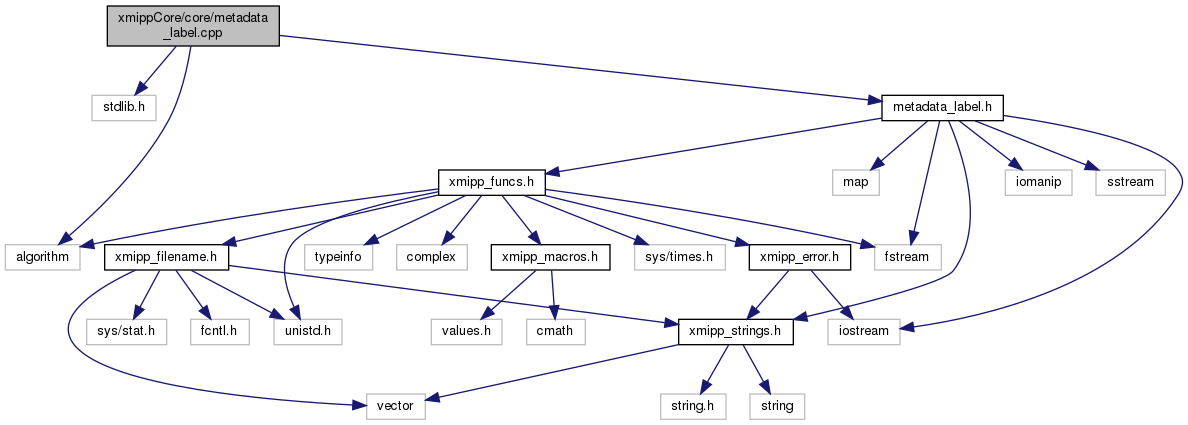 xmippCore/core/metadata
_label.cpp
stdlib.h
metadata_label.h
xmipp_funcs.h
map
iomanip
sstream
algorithm
xmipp_filename.h
typeinfo
complex
xmipp_macros.h
sys/times.h
xmipp_error.h
fstream
sys/stat.h
fcntl.h
unistd.h
values.h
cmath
xmipp_strings.h
iostream
vector
string.h
string